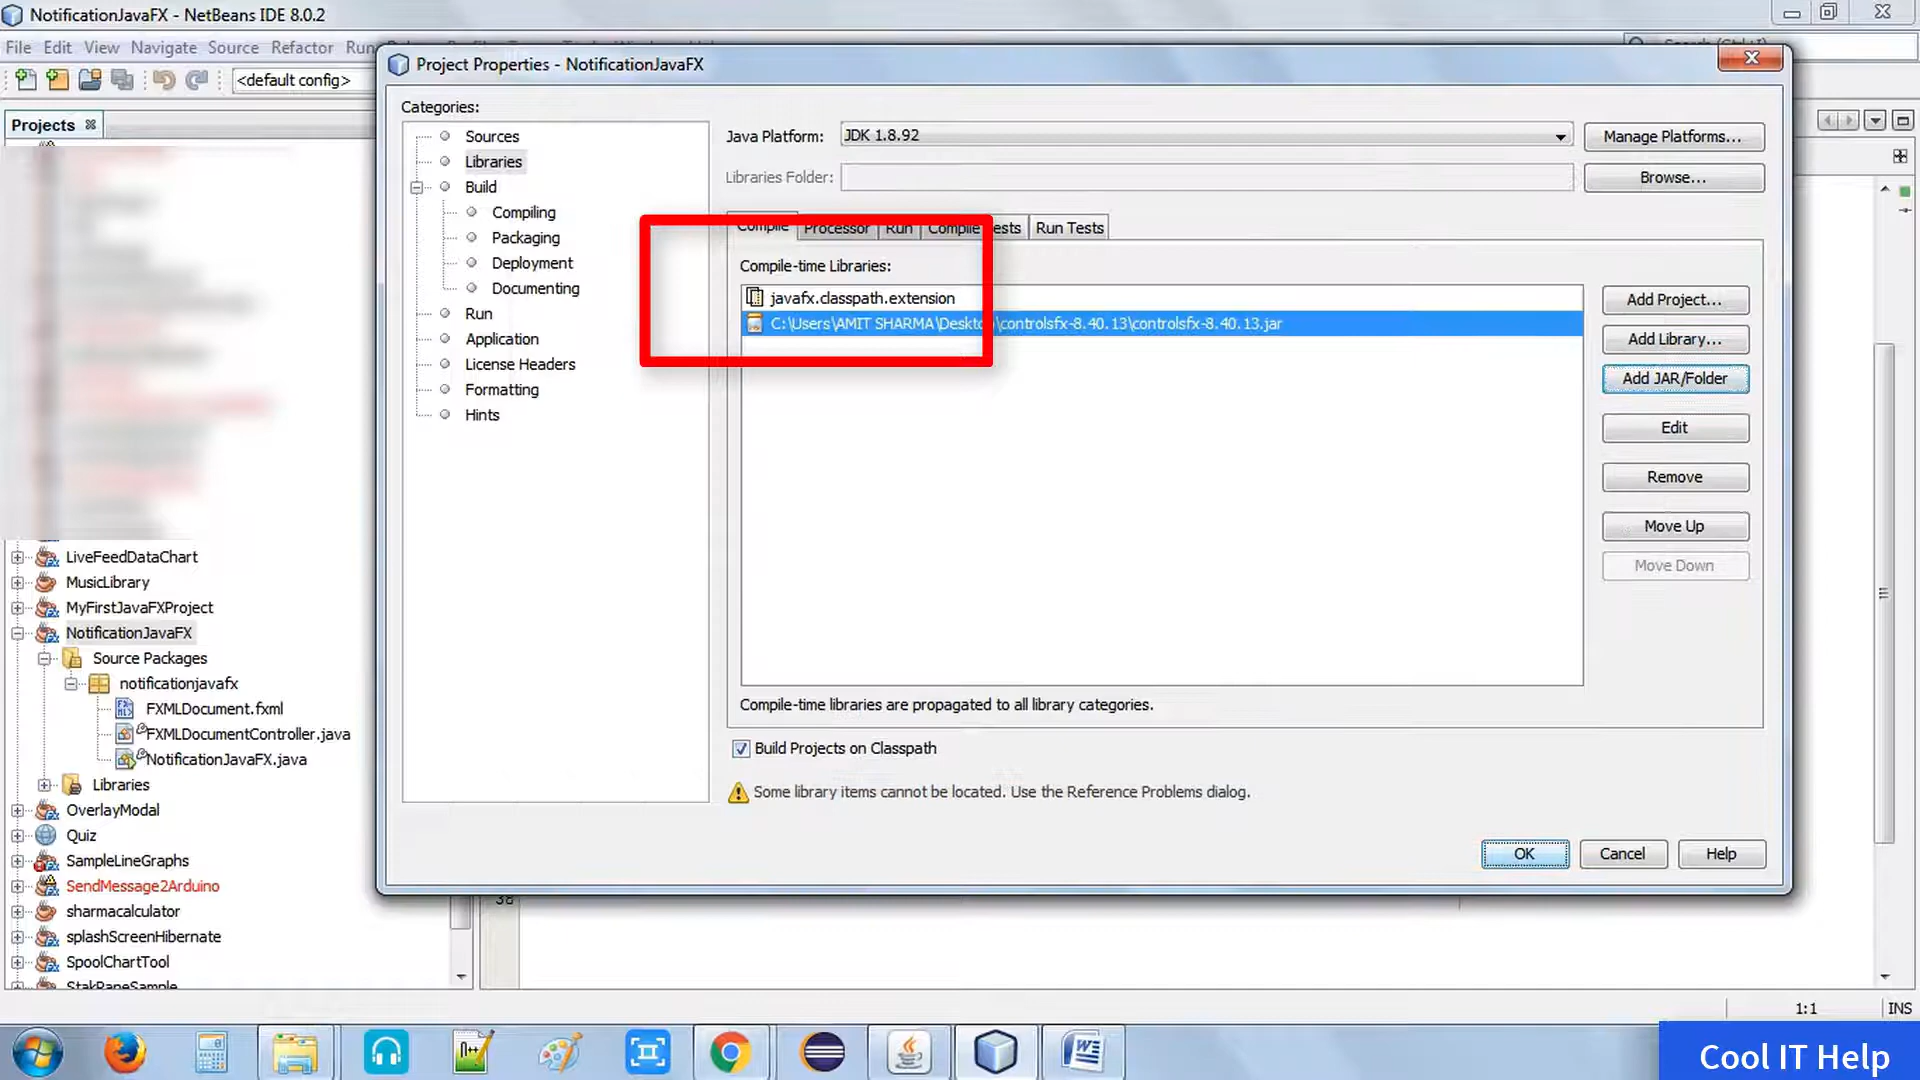 NotificationJavaFX - NetBeans IDE 8.0.2
File Edit View Navigate Source Refactor Run
<default config>
Projects
LiveFeedDataChart
MusicLibrary
MyFirstJavaFXProject
NotificationJavaFX
Source Packages
notificationjavafx
FXMLDocument.fxml
FXMLDocumentController.java
NotificationJavaFX.java
Libraries
OverlayModal
Quiz
SampleLineGraphs
SendMessage2Arduino
sharmacalculator
splashScreenHibernate
SpoolChartTool
StakPaneSample
Project Properties - NotificationJavaFX
Categories:
Sources
Libraries
Build
Compiling
Packaging
Deployment
Documenting
Run
Application
License Headers
Formatting
Hints
Java Platform: JDK 1.8.92 Manage Platforms...
Libraries Folder: Browse...
Compile Processor Run Compile Tests Run Tests
Compile-time Libraries:
javafx.classpath.extension
C:\Users\AMIT SHARMA\Desktop\controlsfx-8.40.13\controlsfx-8.40.13.jar
Add Project...
Add Library...
Add JAR/Folder
Edit
Remove
Move Up
Move Down
Compile-time libraries are propagated to all library categories.
Build Projects on Classpath
Some library items cannot be located. Use the Reference Problems dialog.
OK Cancel Help
38
1:1 INS
Cool IT Help